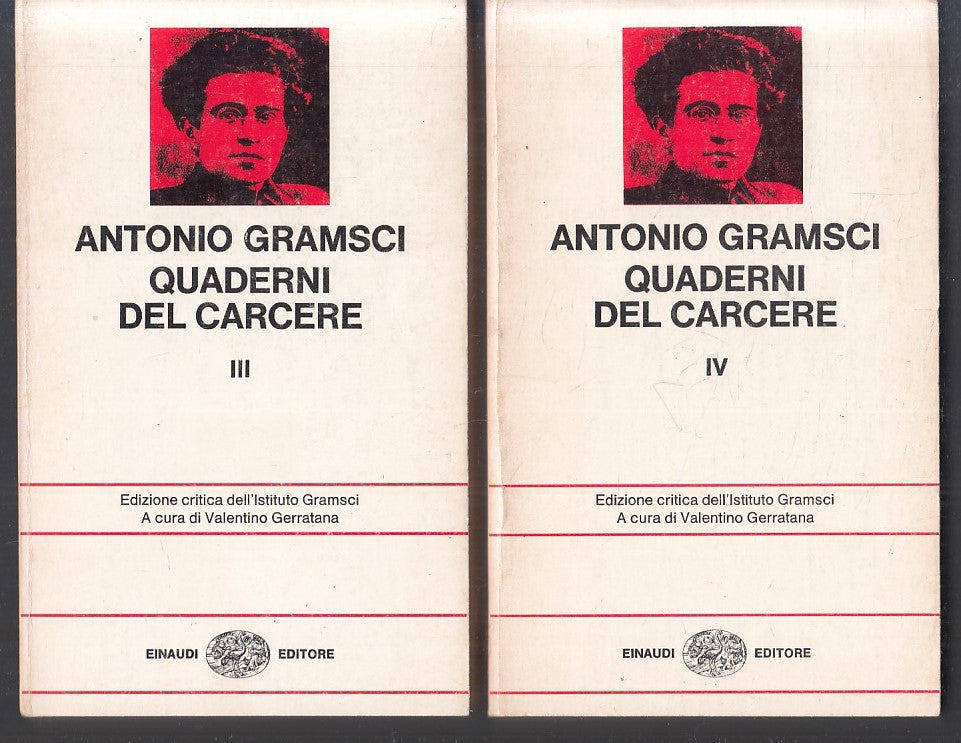 ANTONIO GRAMSCI
QUADERNI
DEL CARCERE
III
Edizione critica dell'Istituto Gramsci
A cura di Valentino Gerratana
EINAUDI EDITORE
ANTONIO GRAMSCI
QUADERNI
DEL CARCERE
IV
Edizione critica dell'Istituto Gramsci
A cura di Valentino Gerratana
EINAUDI EDITORE